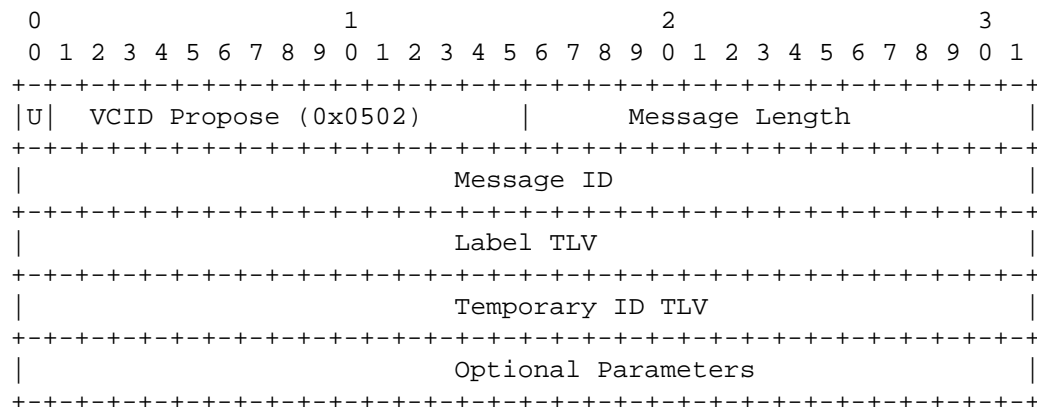 0                   1                   2                   3
 0 1 2 3 4 5 6 7 8 9 0 1 2 3 4 5 6 7 8 9 0 1 2 3 4 5 6 7 8 9 0 1
+-+-+-+-+-+-+-+-+-+-+-+-+-+-+-+-+-+-+-+-+-+-+-+-+-+-+-+-+-+-+-+-+
|U|  VCID Propose (0x0502)      |      Message Length           |
+-+-+-+-+-+-+-+-+-+-+-+-+-+-+-+-+-+-+-+-+-+-+-+-+-+-+-+-+-+-+-+-+
|                           Message ID                          |
+-+-+-+-+-+-+-+-+-+-+-+-+-+-+-+-+-+-+-+-+-+-+-+-+-+-+-+-+-+-+-+-+
|                           Label TLV                           |
+-+-+-+-+-+-+-+-+-+-+-+-+-+-+-+-+-+-+-+-+-+-+-+-+-+-+-+-+-+-+-+-+
|                           Temporary ID TLV                    |
+-+-+-+-+-+-+-+-+-+-+-+-+-+-+-+-+-+-+-+-+-+-+-+-+-+-+-+-+-+-+-+-+
|                           Optional Parameters                 |
+-+-+-+-+-+-+-+-+-+-+-+-+-+-+-+-+-+-+-+-+-+-+-+-+-+-+-+-+-+-+-+-+